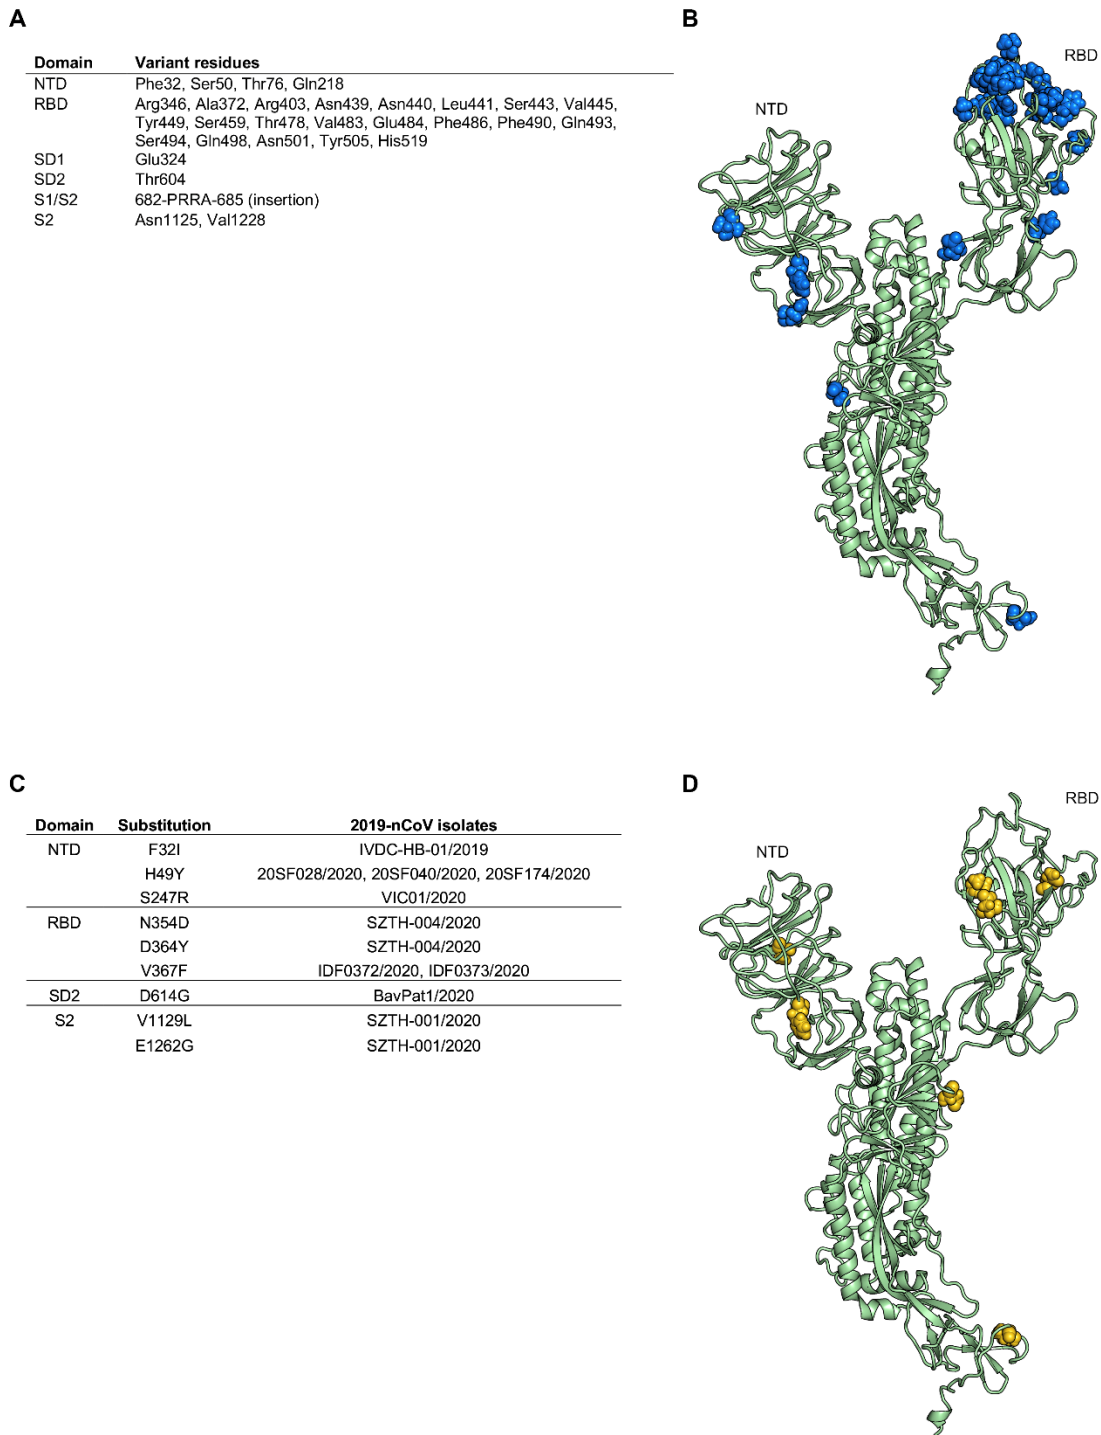 A
Domain Variant residues
NTD Phe32, Ser50, Thr76, Gln218
RBD Arg346, Ala372, Arg403, Asn439, Asn440, Leu441, Ser443, Val445,
Tyr449, Ser459, Thr478, Val483, Glu484, Phe486, Phe490, Gln493,
Ser494, Gln498, Asn501, Tyr505, His519
SD1 Glu324
SD2 Thr604
S1/S2 682-PRRA-685 (insertion)
S2 Asn1125, Val1228
B
RBD
NTD
C
Domain Substitution 2019-nCoV isolates
NTD F32I IVDC-HB-01/2019
H49Y 20SF028/2020, 20SF040/2020, 20SF174/2020
S247R VIC01/2020
RBD N354D SZTH-004/2020
D364Y SZTH-004/2020
V367F IDF0372/2020, IDF0373/2020
SD2 D614G BavPat1/2020
S2 V1129L SZTH-001/2020
E1262G SZTH-001/2020
D
RBD
NTD